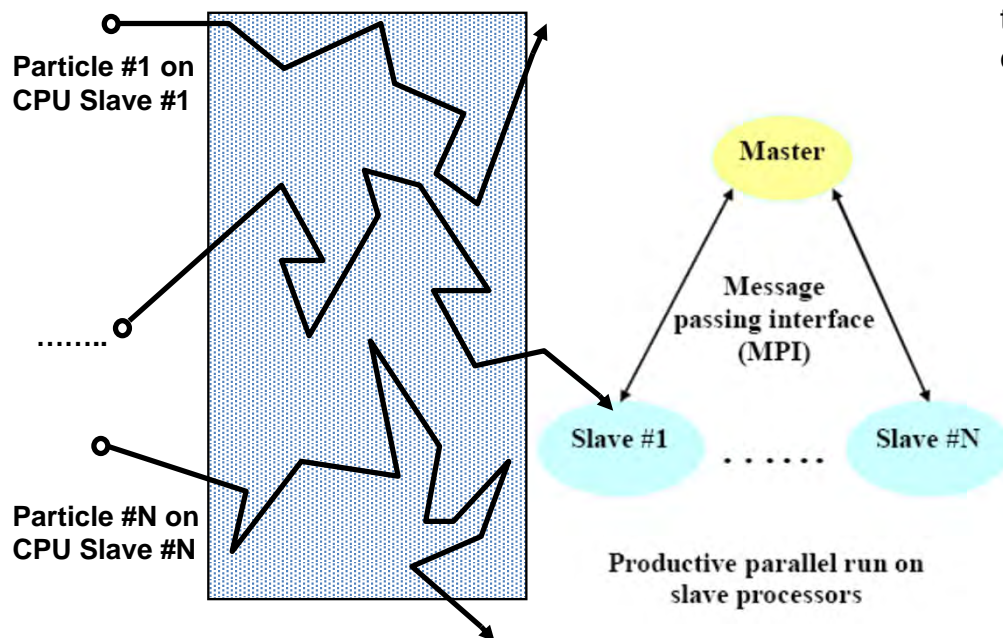 Particle #1 on
CPU Slave #1
……..
Particle #N on
CPU Slave #N
Master
Message
passing interface
(MPI)
Slave #1
. . . . . .
Slave #N
Productive parallel run on
slave processors